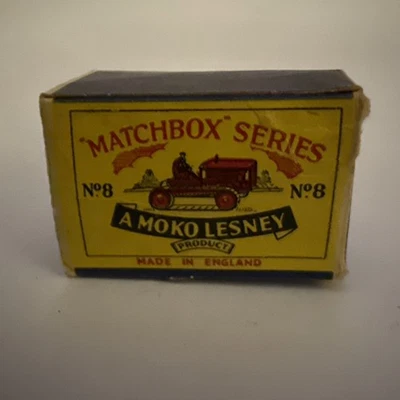 "MATCHBOX" SERIES
Nº8 Nº8
A MOKO LESNEY
PRODUCT
MADE IN ENGLAND